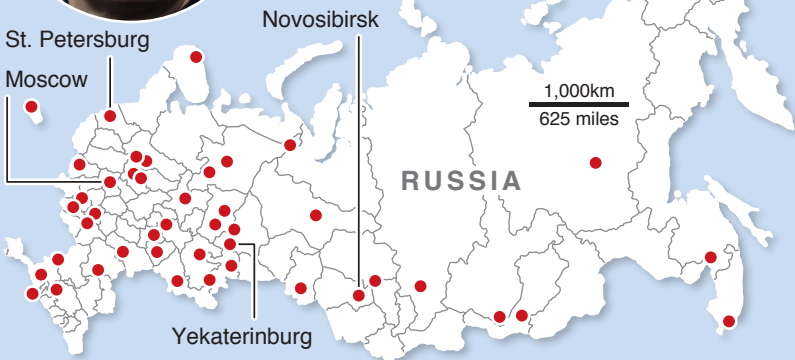 Novosibirsk
St. Petersburg
Moscow
1,000km
625 miles
RUSSIA
Yekaterinburg